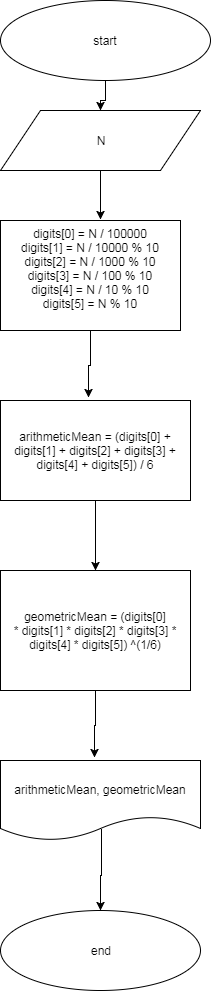 start
N
digits[0] = N / 100000
digits[1] = N / 10000 % 10
digits[2] = N / 1000 % 10
digits[3] = N / 100 % 10
digits[4] = N / 10 % 10
digits[5] = N % 10
arithmeticMean = (digits[0] +
digits[1] + digits[2] + digits[3] +
digits[4] + digits[5]) / 6
geometricMean = (digits[0]
* digits[1] * digits[2] * digits[3] *
digits[4] * digits[5]) ^(1/6)
arithmeticMean, geometricMean
end